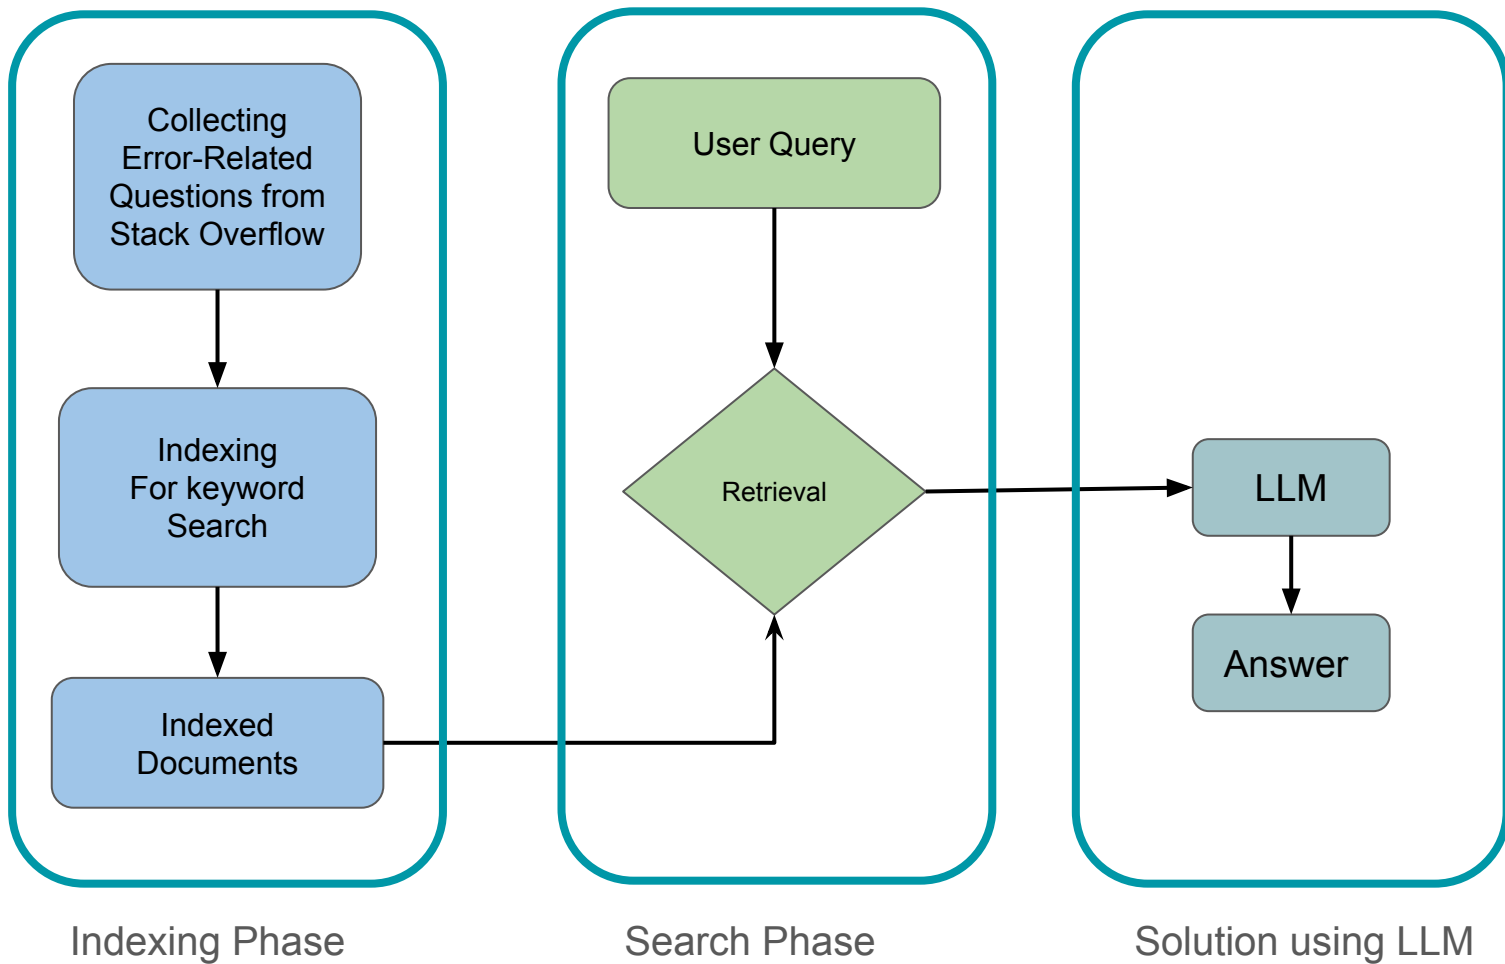 Collecting
Error-Related
Questions from
Stack Overflow
Indexing
For keyword
Search
Indexed
Documents
Indexing Phase
User Query
Retrieval
Search Phase
LLM
Answer
Solution using LLM